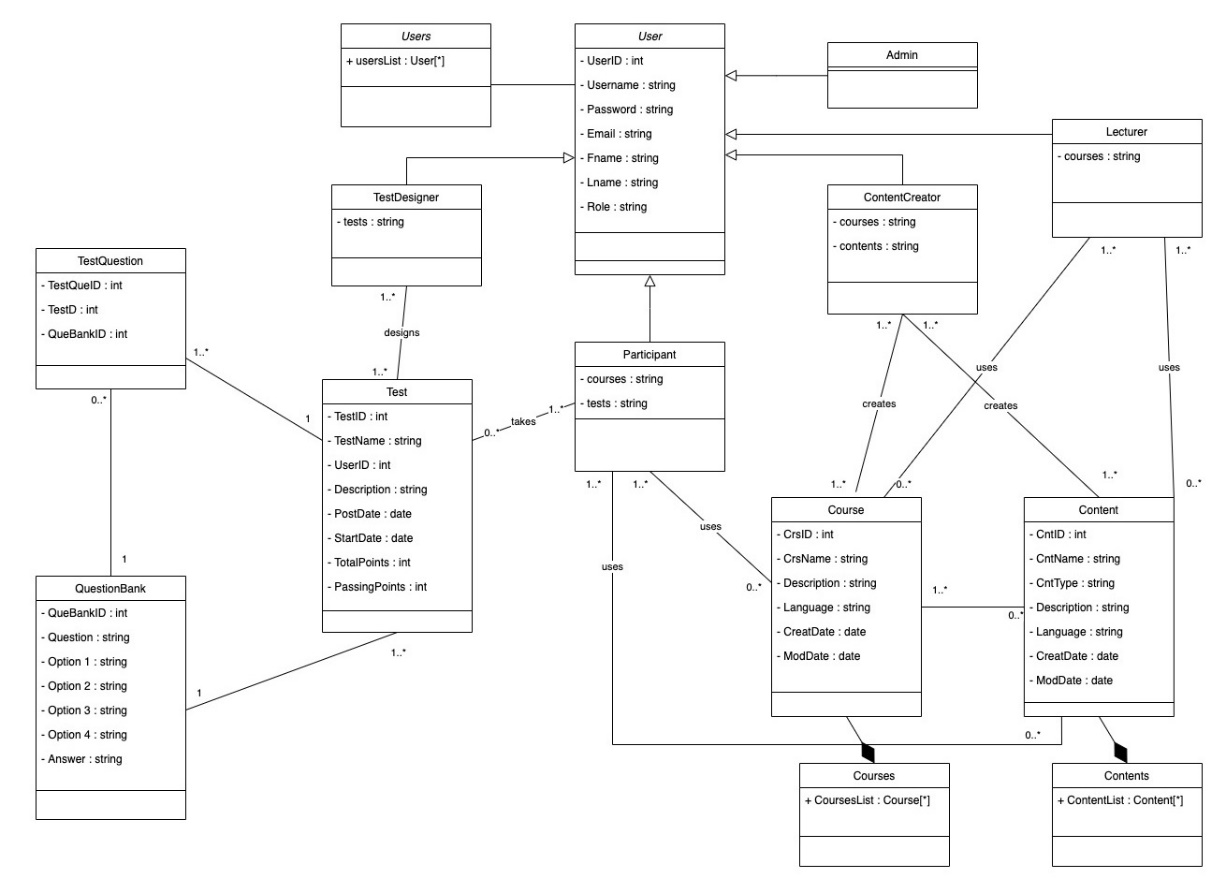 Users
+ usersList : User[*]
User
- UserID : int
- Username : string
- Password : string
- Email : string
- Fname : string
- Lname : string
- Role : string
Admin
Lecturer
- courses : string
TestDesigner
- tests : string
ContentCreator
- courses : string
- contents : string
TestQuestion
- TestQueID : int
- TestD : int
- QueBankID : int
1..*
1..*
1..*
1..*
1..*
designs
1..*
1..*
1
Participant
- courses : string
- tests : string
uses
uses
creates
creates
Test
- TestID : int
- TestName : string
- UserID : int
- Description : string
- PostDate : date
- StartDate : date
- TotalPoints : int
- PassingPoints : int
0..*
takes
1..*
0..*
1
1..*
1..*
1..*
0..*
1..*
0..*
uses
uses
0..*
Course
- CrsID : int
- CrsName : string
- Description : string
- Language : string
- CreatDate : date
- ModDate : date
1..*
0..*
Content
- CntID : int
- CntName : string
- CntType : string
- Description : string
- Language : string
- CreatDate : date
- ModDate : date
QuestionBank
- QueBankID : int
- Question : string
- Option 1 : string
- Option 2 : string
- Option 3 : string
- Option 4 : string
- Answer : string
1..*
1
0..*
Courses
+ CoursesList : Course[*]
Contents
+ ContentList : Content[*]